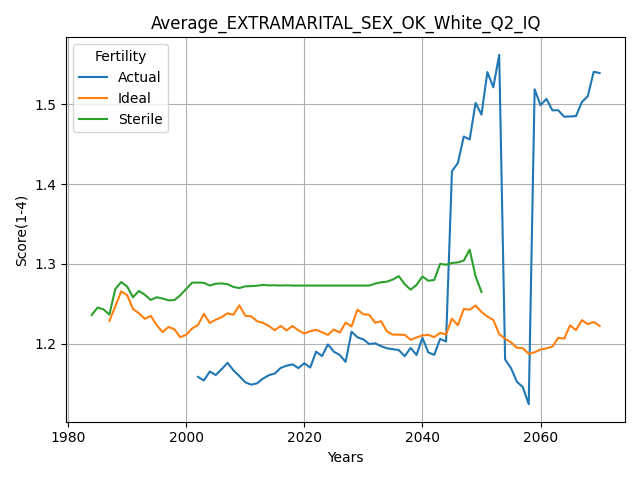 Average_EXTRAMARITAL_SEX_OK_White_Q2_IQ
Fertility
Actual
Ideal
Sterile
Score(1-4)
1.5
1.4
1.3
1.2
1980
2000
2020
2040
2060
Years